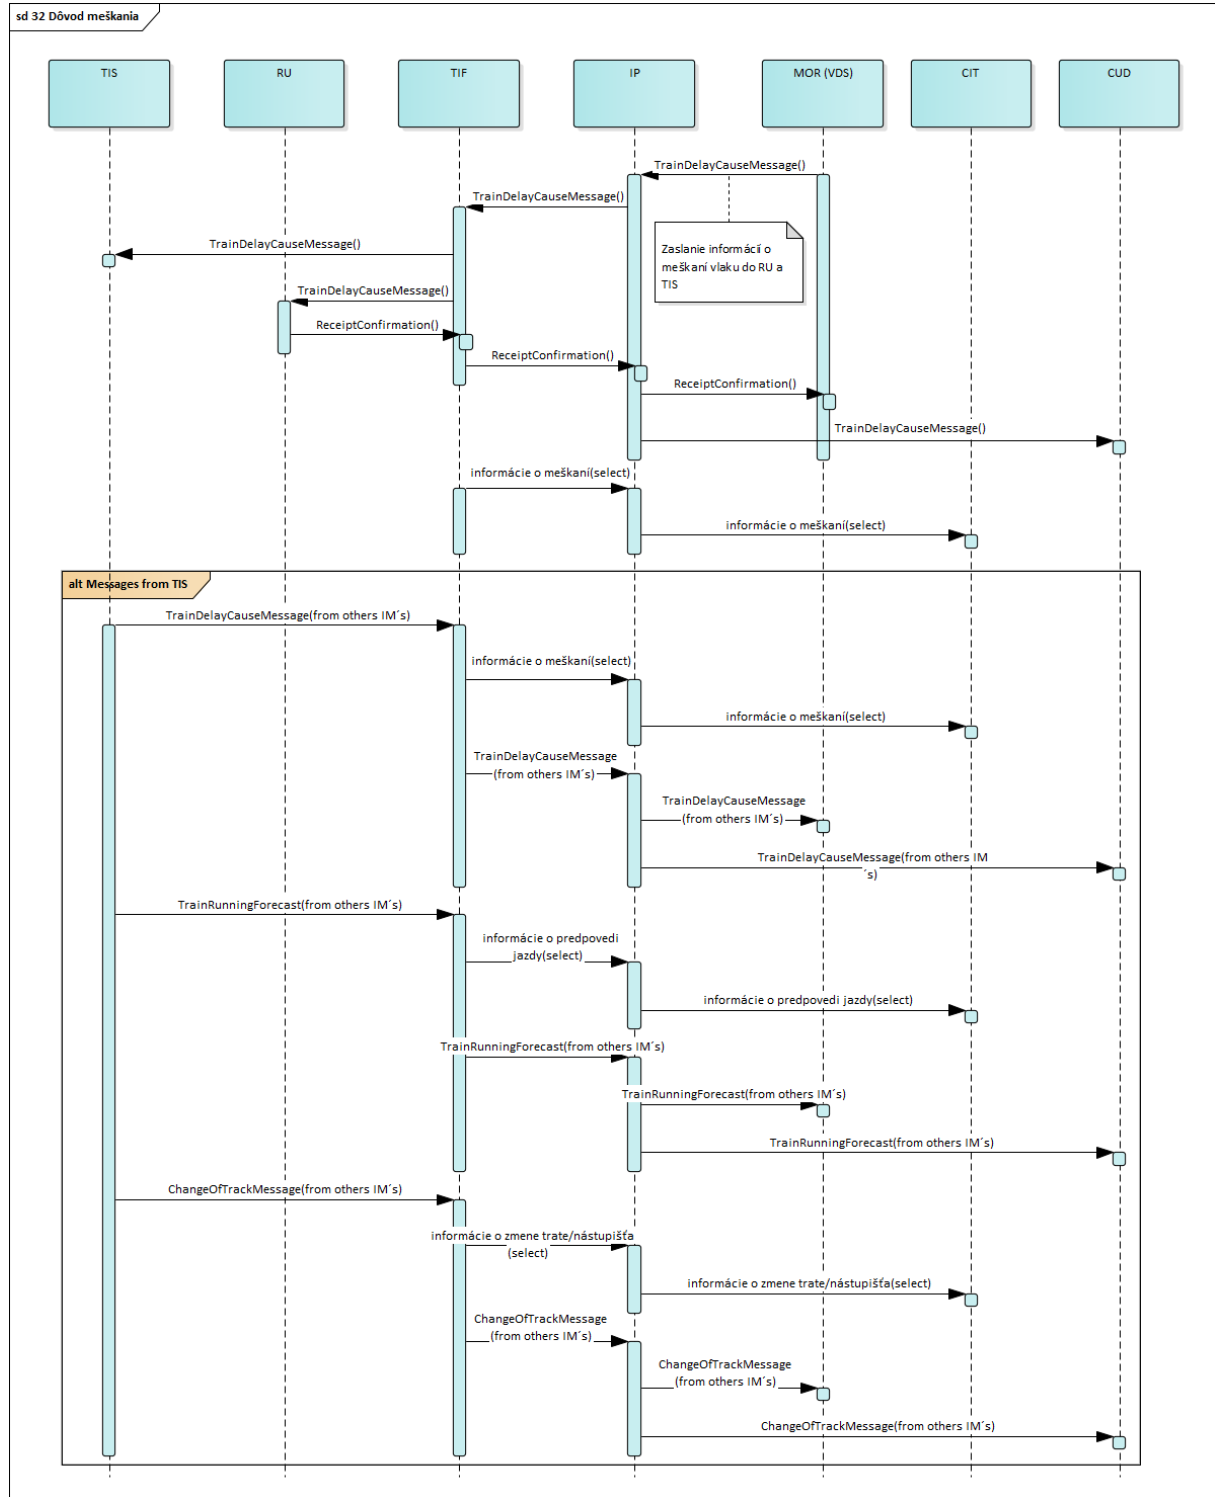 sd 32 Dôvod meškania
TIS
RU
TIF
IP
MOR (VDS)
CIT
CUD
TrainDelayCauseMessage()
TrainDelayCauseMessage()
Zaslanie informácií o
meškaní vlaku do RU a
TIS
TrainDelayCauseMessage()
TrainDelayCauseMessage()
ReceiptConfirmation()
ReceiptConfirmation()
ReceiptConfirmation()
TrainDelayCauseMessage()
informácie o meškaní(select)
informácie o meškaní(select)
alt Messages from TIS
TrainDelayCauseMessage(from others IM´s)
informácie o meškaní(select)
informácie o meškaní(select)
TrainDelayCauseMessage
(from others IM´s)
TrainDelayCauseMessage
(from others IM´s)
TrainDelayCauseMessage(from others IM
´s)
TrainRunningForecast(from others IM´s)
informácie o predpovedi
jazdy(select)
informácie o predpovedi jazdy(select)
TrainRunningForecast(from others IM´s)
TrainRunningForecast(from others IM´s)
TrainRunningForecast(from others IM´s)
ChangeOfTrackMessage(from others IM´s)
informácie o zmene trate/nástupišťa
(select)
informácie o zmene trate/nástupišťa(select)
ChangeOfTrackMessage
(from others IM´s)
ChangeOfTrackMessage
(from others IM´s)
ChangeOfTrackMessage(from others IM´s)